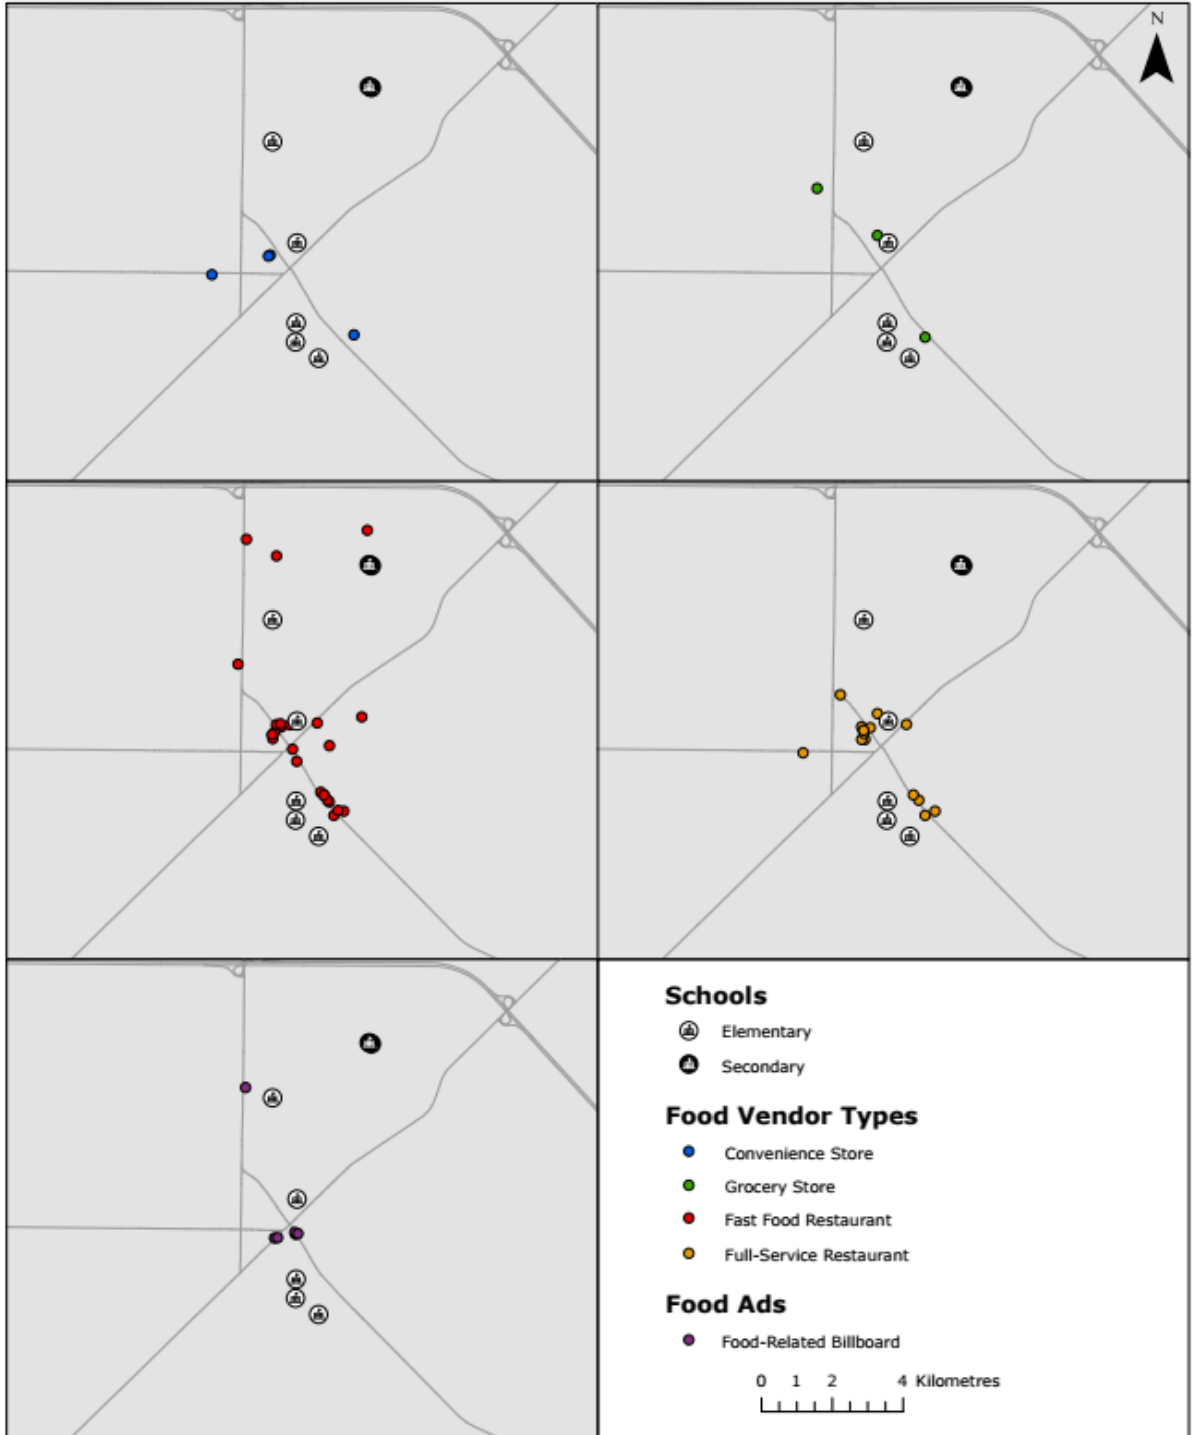 N
Schools
Elementary
Secondary
Food Vendor Types
Convenience Store
Grocery Store
Fast Food Restaurant
Full-Service Restaurant
Food Ads
Food-Related Billboard
0 1 2 4 Kilometres